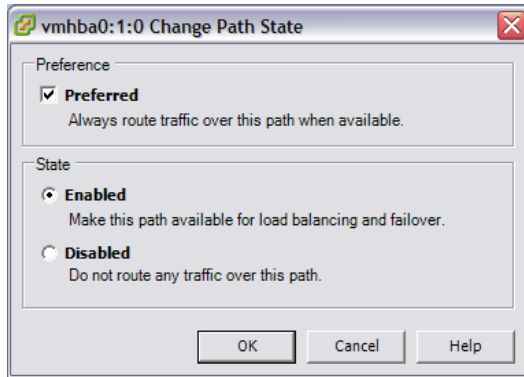 vmhba0:1:0 Change Path State
Preference
Preferred
Always route traffic over this path when available.
State
Enabled
Make this path available for load balancing and failover.
Disabled
Do not route any traffic over this path.
OK Cancel Help